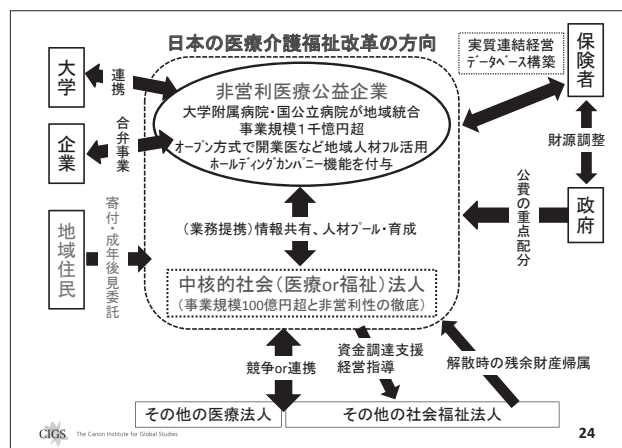 日本の医療介護福祉改革の方向
大学
連携
企業
合弁事業
地域住民
寄付・成年後見委託
非営利医療公益企業
大学附属病院・国公立病院が地域統合
事業規模1千億円超
オープン方式で開業医など地域人材フル活用
ホールディングカンパニー機能を付与
実質連結経営
データベース構築
保険者
財源調整
政府
公費の重点配分
(業務提携)情報共有、人材プール・育成
中核的社会(医療or福祉)法人
(事業規模100億円超と非営利性の徹底)
競争or連携
資金調達支援
経営指導
解散時の残余財産帰属
その他の医療法人
その他の社会福祉法人
CIGS The Canon Institute for Global Studies
24